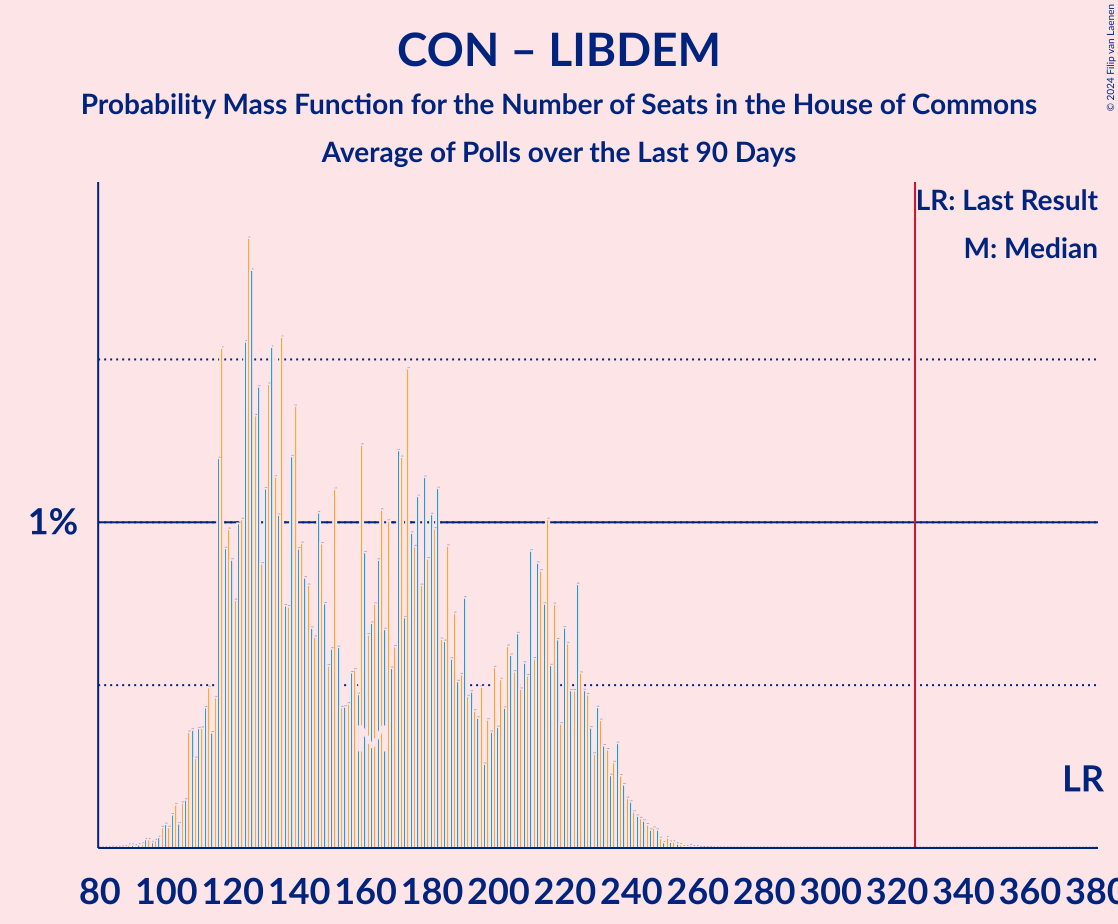 CON – LIBDEM
Probability Mass Function for the Number of Seats in the House of Commons
Average of Polls over the Last 90 Days
© 2024 Filip van Laenen
LR: Last Result
M: Median
1%
M
LR
80 100 120 140 160 180 200 220 240 260 280 300 320 340 360 380